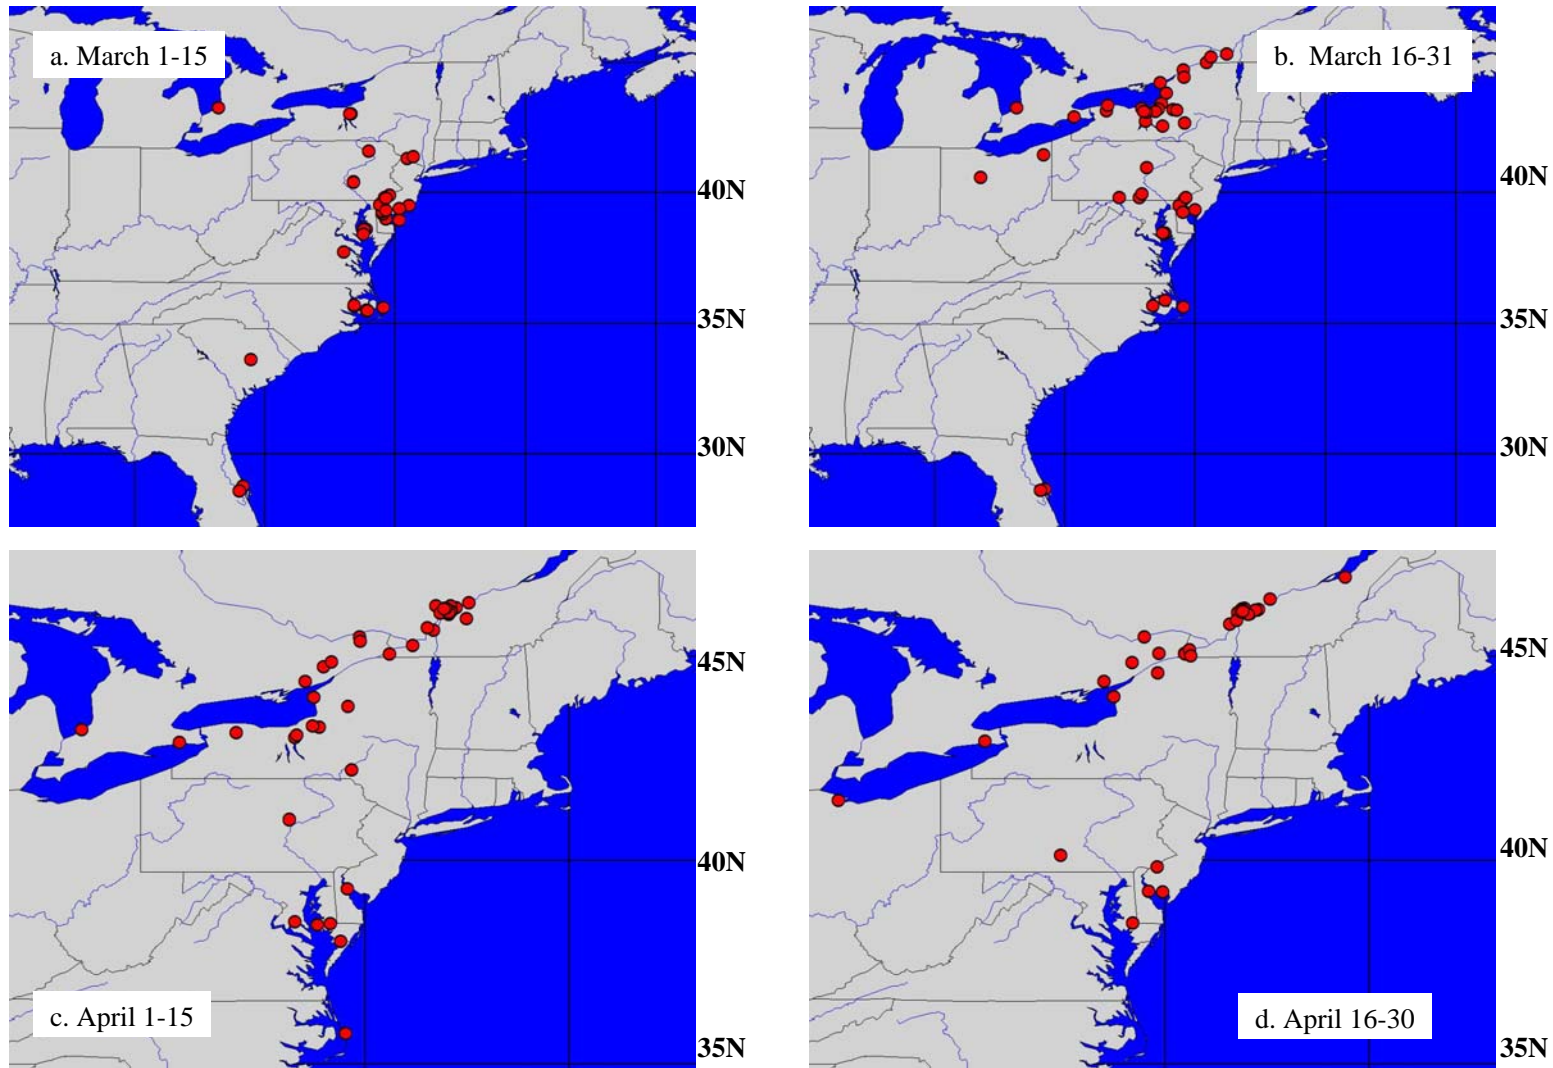 a. March 1-15
b. March 16-31
40N
40N
35N
35N
30N
30N
45N
45N
40N
40N
c. April 1-15
d. April 16-30
35N
35N